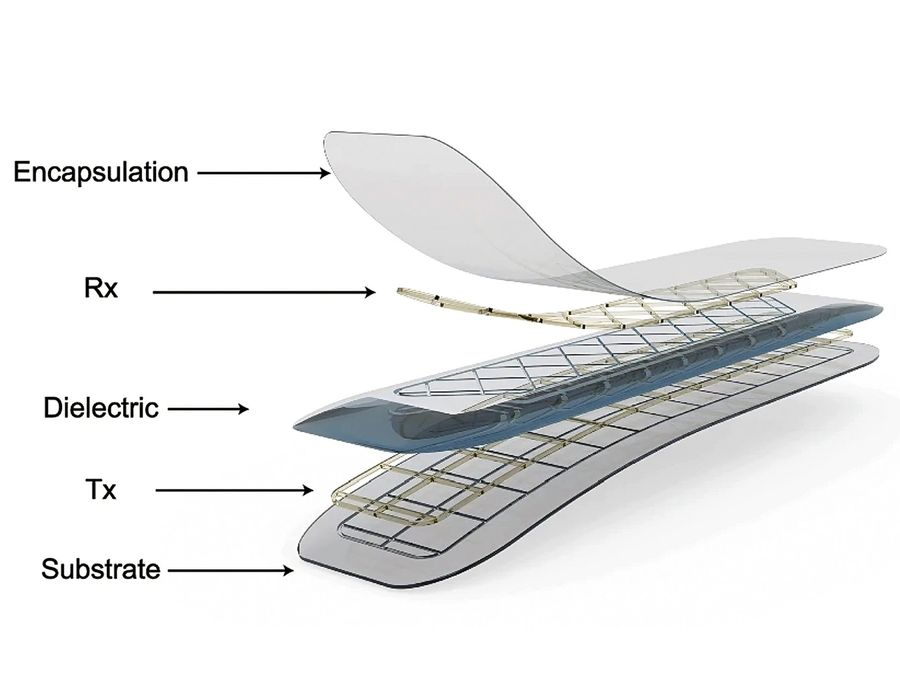 Encapsulation
Rx
Dielectric
Tx
Substrate